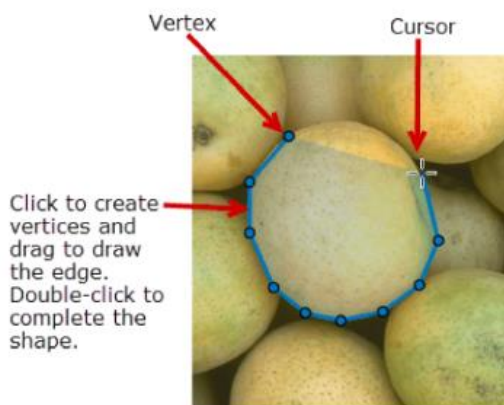 Vertex
Cursor
Click to create
vertices and
drag to draw
the edge.
Double-click to
complete the
shape.